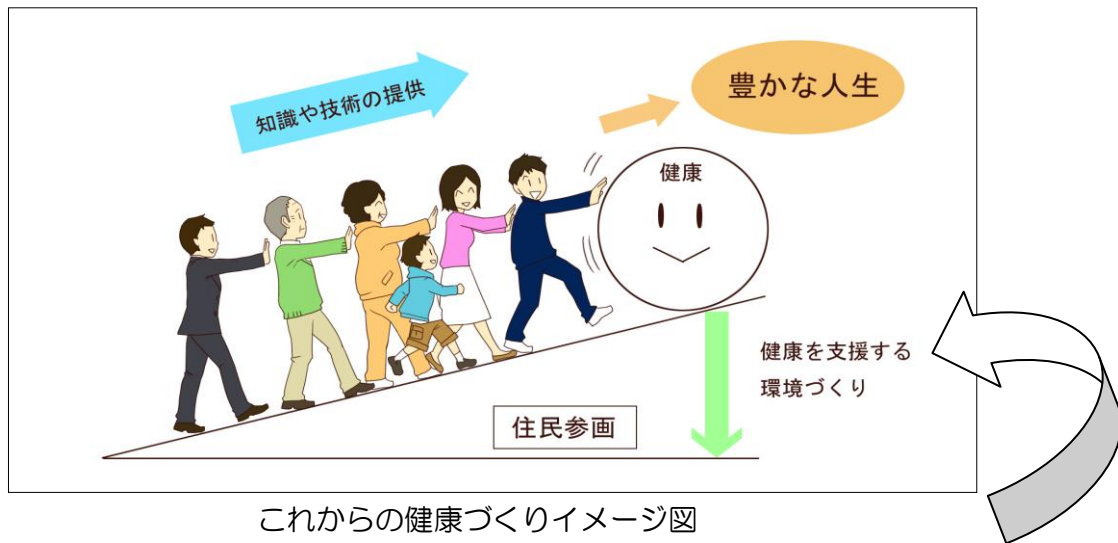 知識や技術の提供
豊かな人生
健康
健康を支援する
環境づくり
住民参画
これからの健康づくりイメージ図